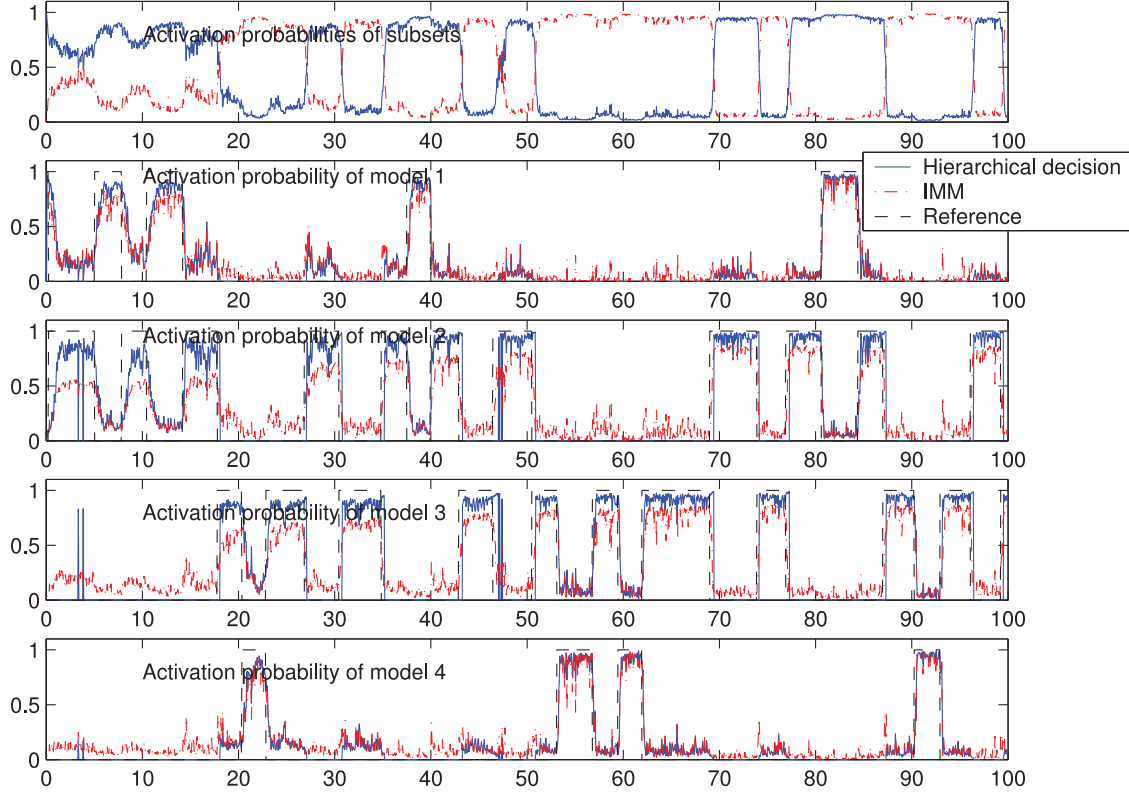 Activation probabilities of subsets
1
0.5
0
0 10 20 30 40 50 60 70 80 90 100
Activation probability of model 1
1
0.5
0
0 10 20 30 40 50 60 70 80 90 100
Hierarchical decision
IMM
Reference
Activation probability of model 2
1
0.5
0
0 10 20 30 40 50 60 70 80 90 100
Activation probability of model 3
1
0.5
0
0 10 20 30 40 50 60 70 80 90 100
Activation probability of model 4
1
0.5
0
0 10 20 30 40 50 60 70 80 90 100